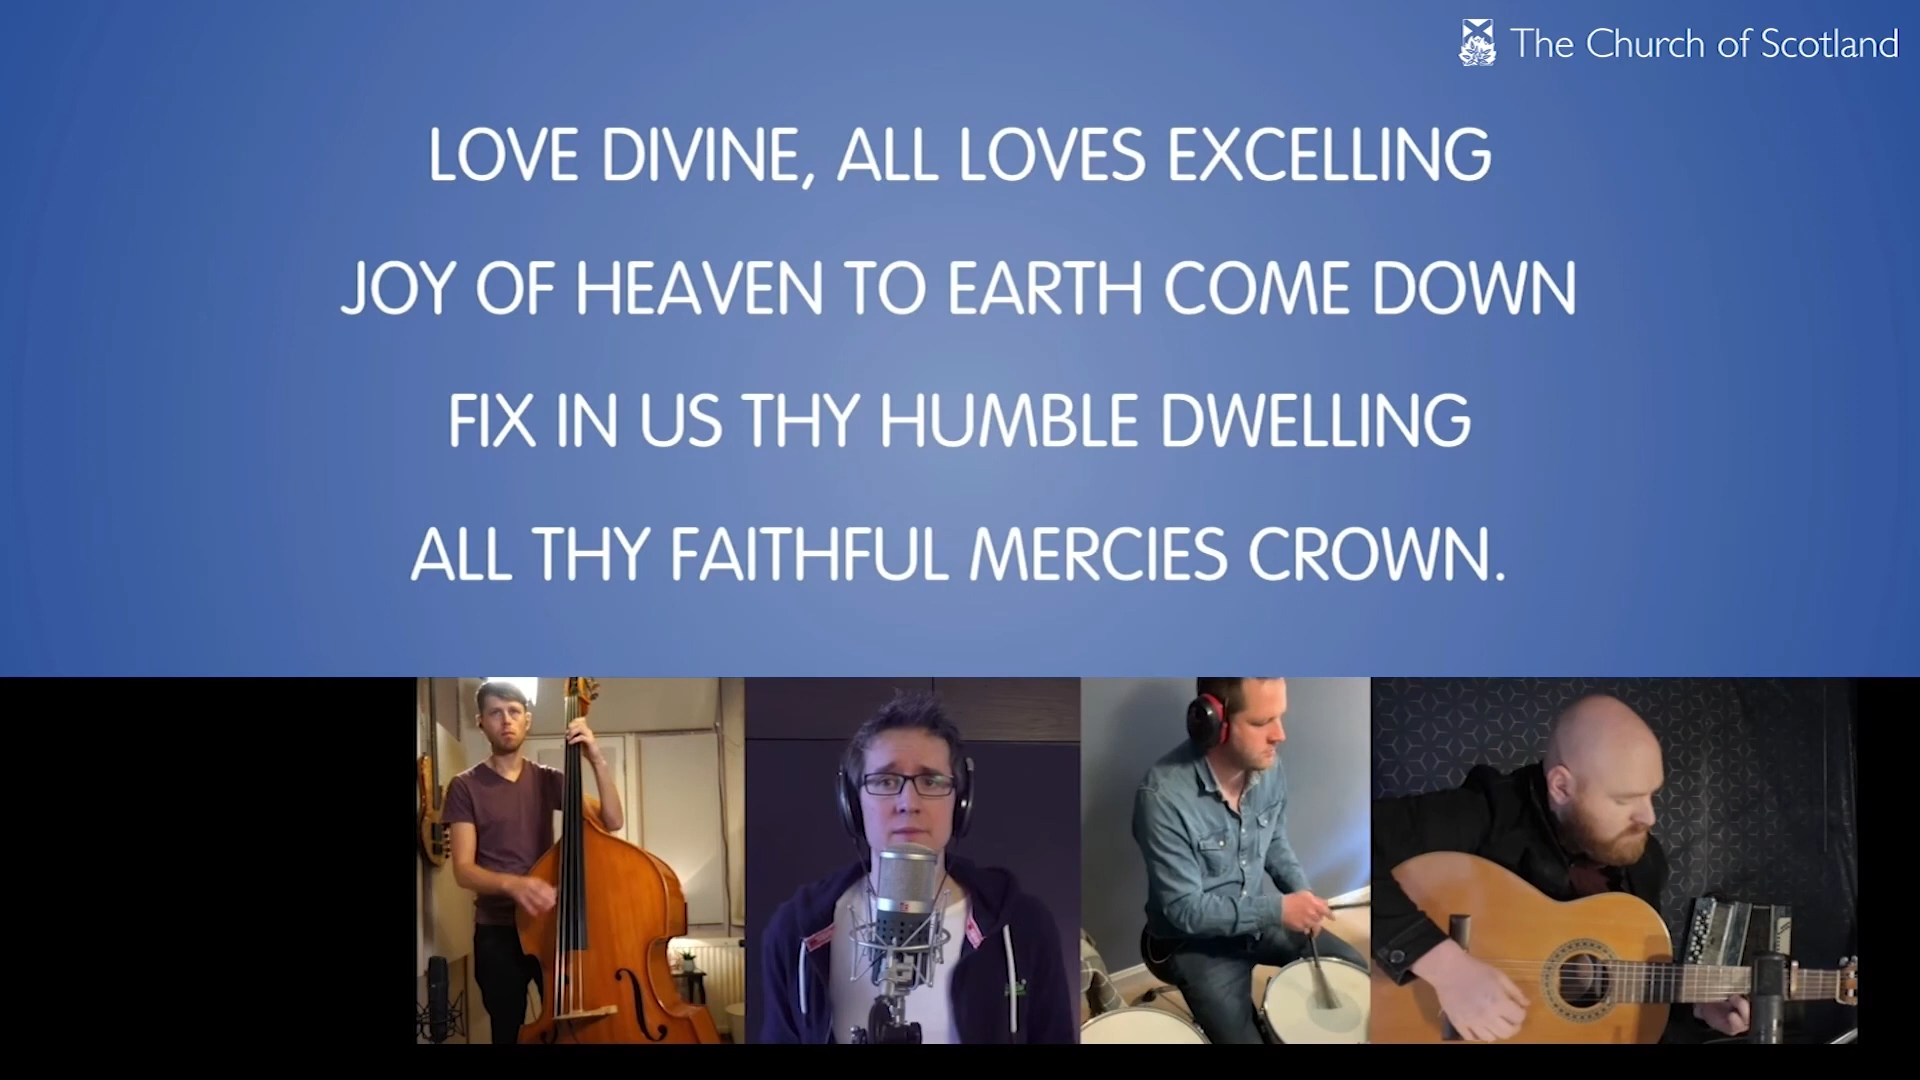 The Church of Scotland
LOVE DIVINE, ALL LOVES EXCELLING
JOY OF HEAVEN TO EARTH COME DOWN
FIX IN US THY HUMBLE DWELLING
ALL THY FAITHFUL MERCIES CROWN.